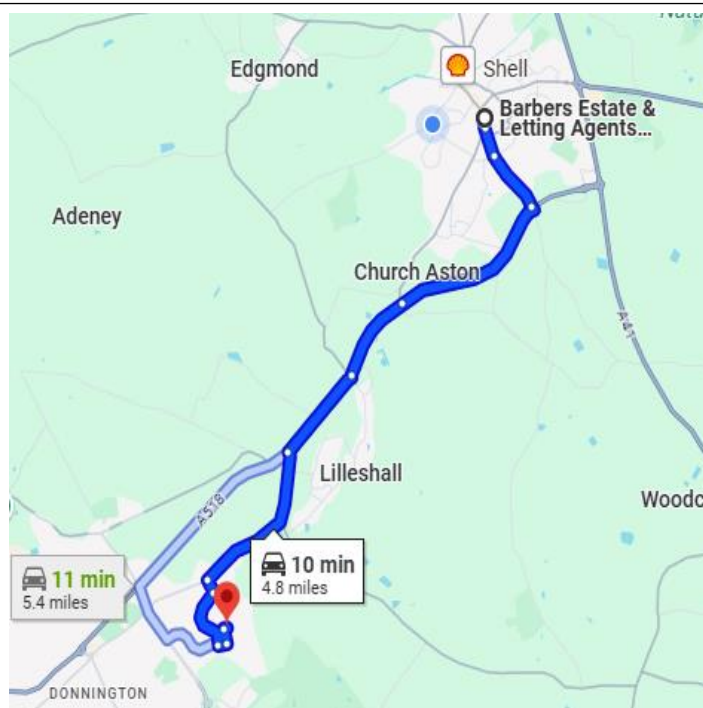 Edgmond
Shell
Barbers Estate &
Letting Agents...
Adeney
Church Aston
A41
Lilleshall
A518
10 min
4.8 miles
11 min
5.4 miles
DONNINGTON